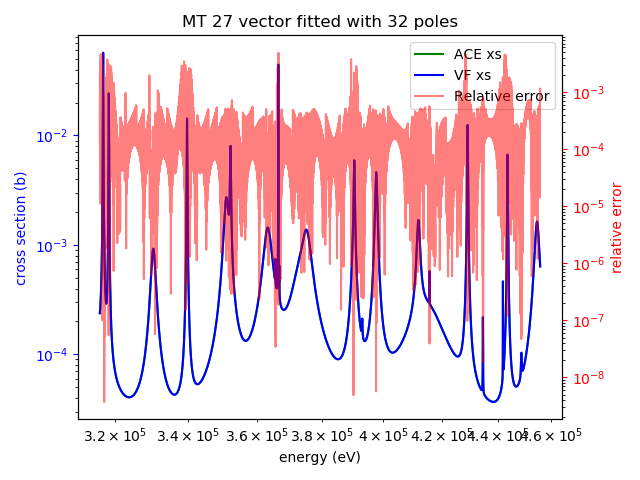 MT 27 vector fitted with 32 poles
ACE xs
VF xs
Relative error
cross section (b)
10⁻²
10⁻³
10⁻⁴
10⁻³
10⁻⁴
10⁻⁵
10⁻⁶
10⁻⁷
10⁻⁸
relative error
3.2 × 10⁵ 3.4 × 10⁵ 3.6 × 10⁵ 3.8 × 10⁵ 4 × 10⁵ 4.2 × 10⁵ 4.4 × 10⁵ 4.6 × 10⁵
energy (eV)